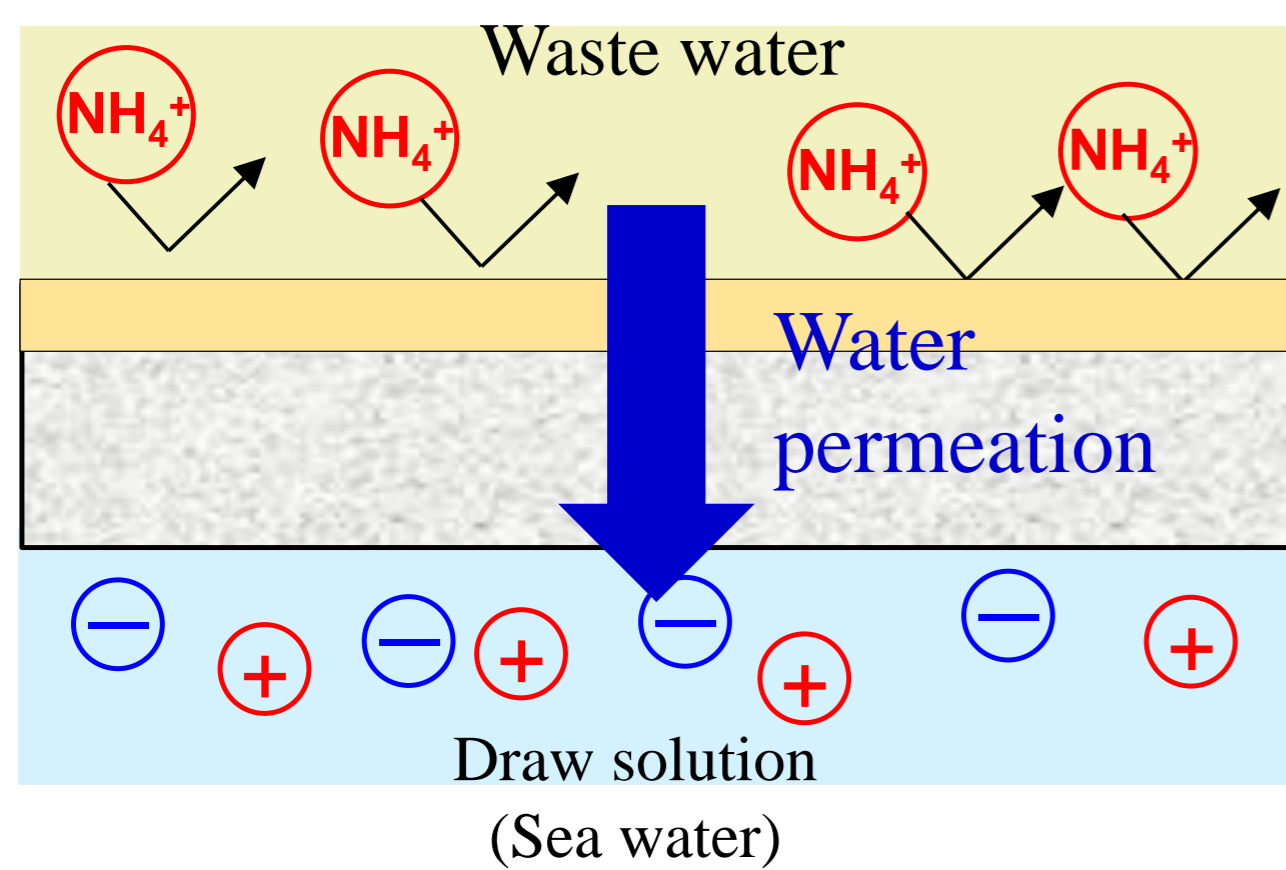 Waste water
NH₄⁺
NH₄⁺
NH₄⁺
NH₄⁺
Water
permeation
− + − + − + − +
Draw solution
(Sea water)